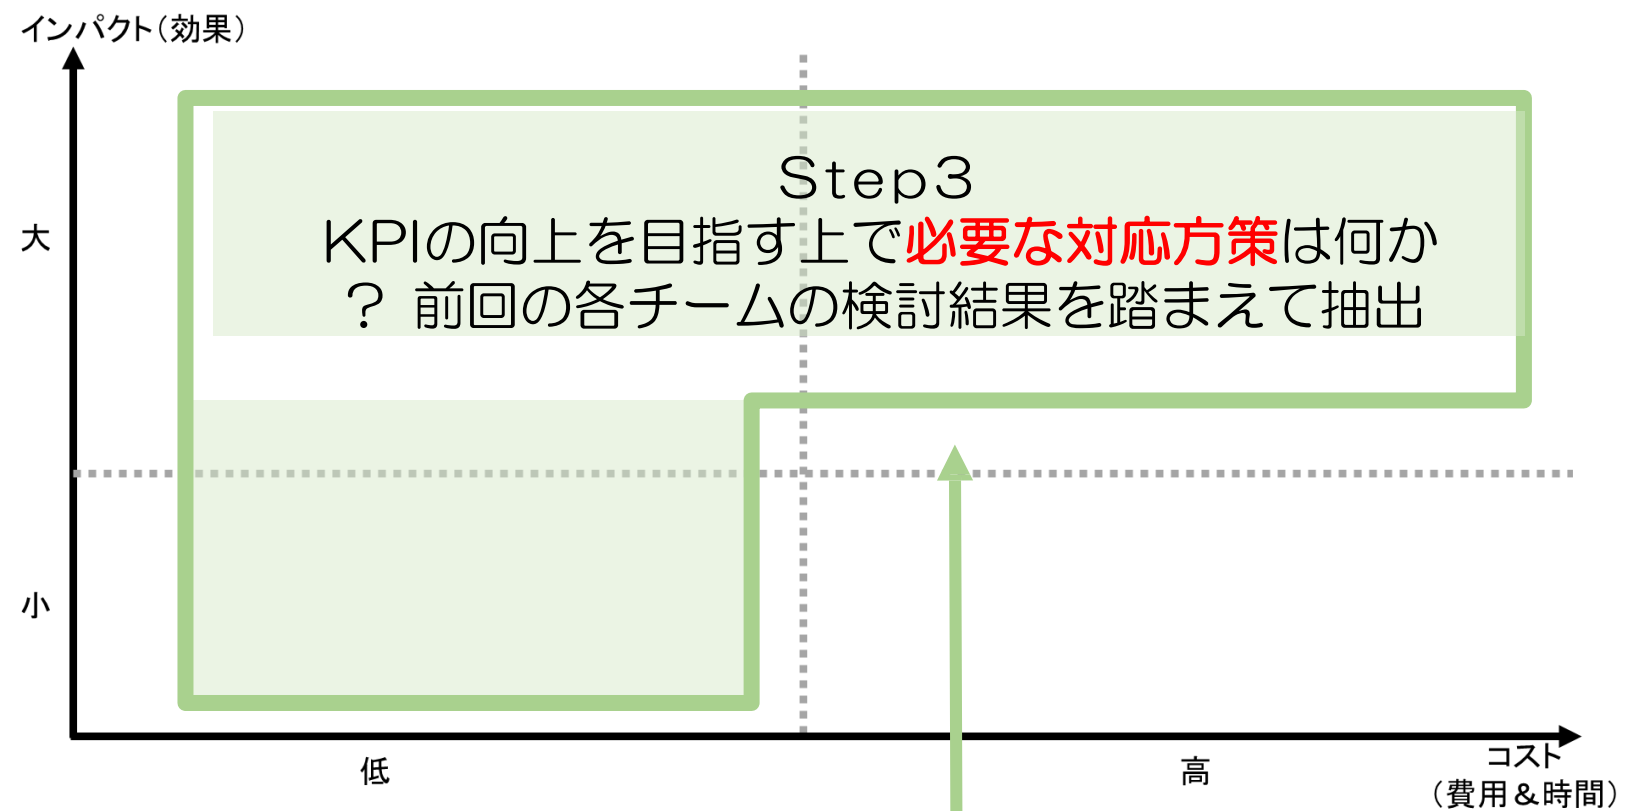 インパクト（効果）
Step3
大
KPIの向上を目指す上で必要な対応方策は何か
？ 前回の各チームの検討結果を踏まえて抽出
小
低
高
コスト
（費用＆時間）